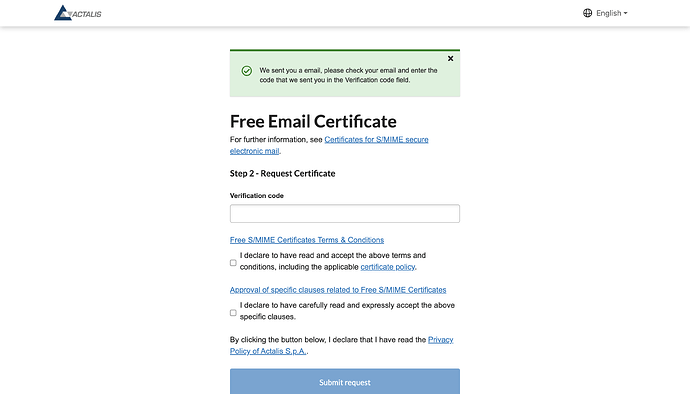 ACTALIS
English
We sent you a email, please check your email and enter the
code that we sent you in the Verification code field.
Free Email Certificate
For further information, see Certificates for S/MIME secure
electronic mail.
Step 2 - Request Certificate
Verification code
Free S/MIME Certificates Terms & Conditions
I declare to have read and accept the above terms and
conditions, including the applicable certificate policy.
Approval of specific clauses related to Free S/MIME Certificates
I declare to have carefully read and expressly accept the above
specific clauses.
By clicking the button below, I declare that I have read the Privacy
Policy of Actalis S.p.A..
Submit request